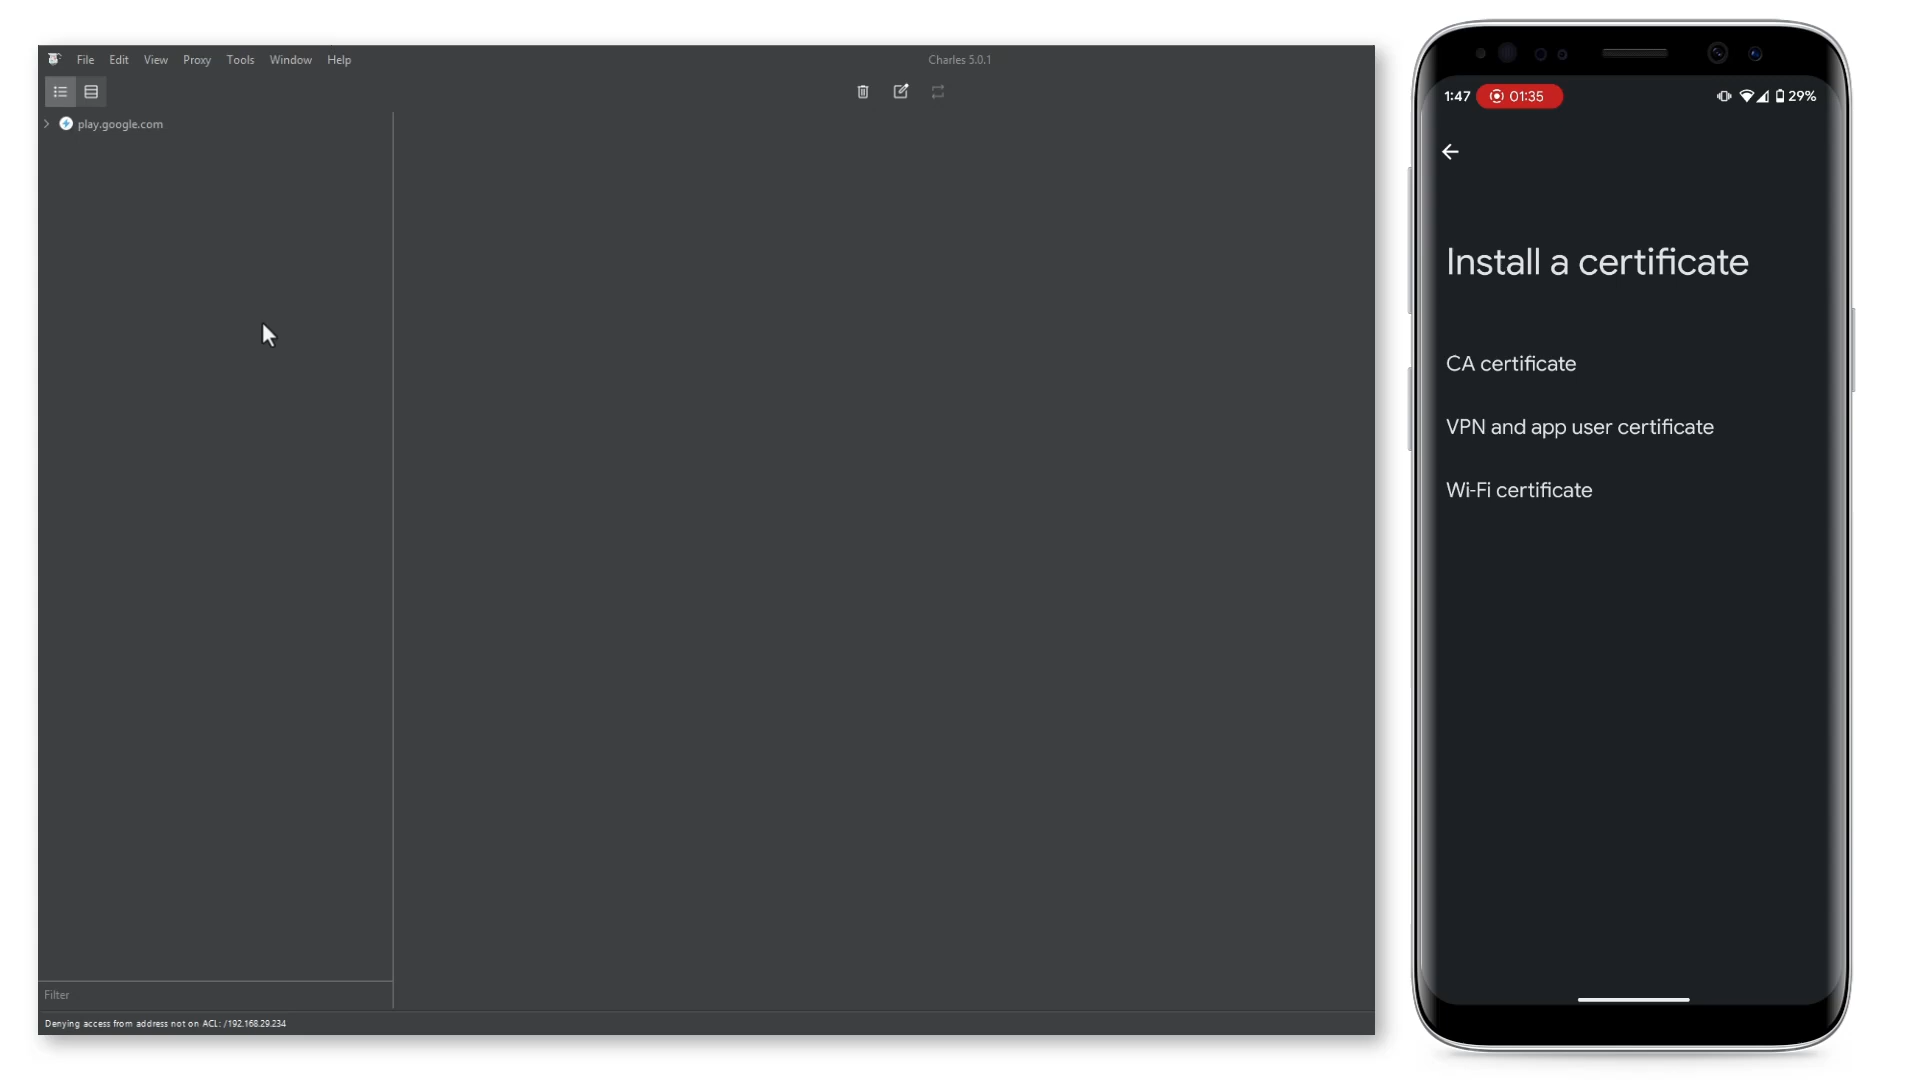 File Edit View Proxy Tools Window Help
Charles 5.0.1
play.google.com
Filter
Denying access from address not on ACL: /192.168.29.234
1:47 01:35 29%
Install a certificate
CA certificate
VPN and app user certificate
Wi-Fi certificate